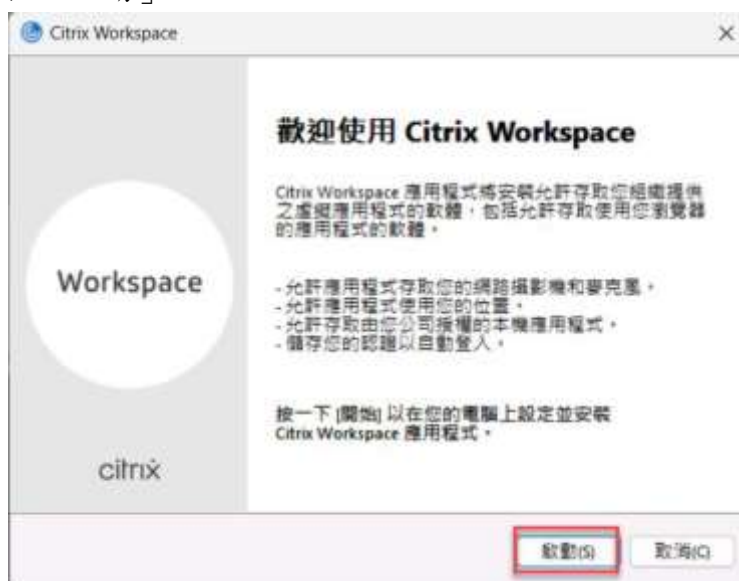 Citrix Workspace
歡迎使用 Citrix Workspace
Citrix Workspace 應用程式將安裝允許存取您組織提供
之虛擬應用程式的軟體，包括允許存取使用您瀏覽器
的應用程式的軟體。
Workspace
- 允許應用程式存取您的網路攝影機和麥克風。
- 允許應用程式使用您的位置。
- 允許存取由您公司授權的本機應用程式。
- 儲存您的認證以自動登入。
按一下 [開始] 以在您的電腦上設定並安裝
Citrix Workspace 應用程式。
citrix
啟動(S)
取消(C)